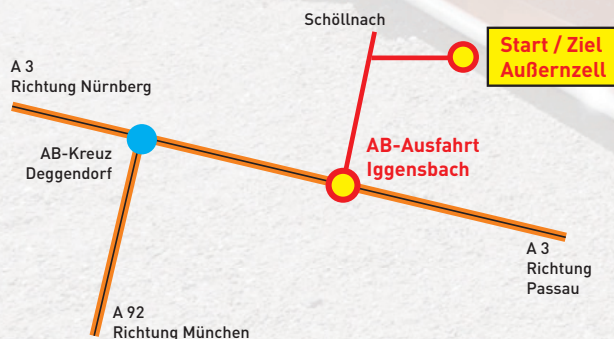 Schöllnach
Start / Ziel
Außernzell
A 3
Richtung Nürnberg
AB-Kreuz
Deggendorf
AB-Ausfahrt
Iggensbach
A 3
Richtung
Passau
A 92
Richtung München